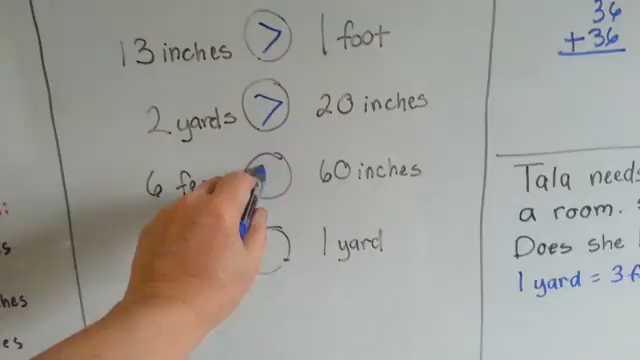 13 inches > 1 foot
2 yards > 20 inches
6 60 inches
1 yard
36
+36
Tala needs
a room.
Does she
1 yard = 3